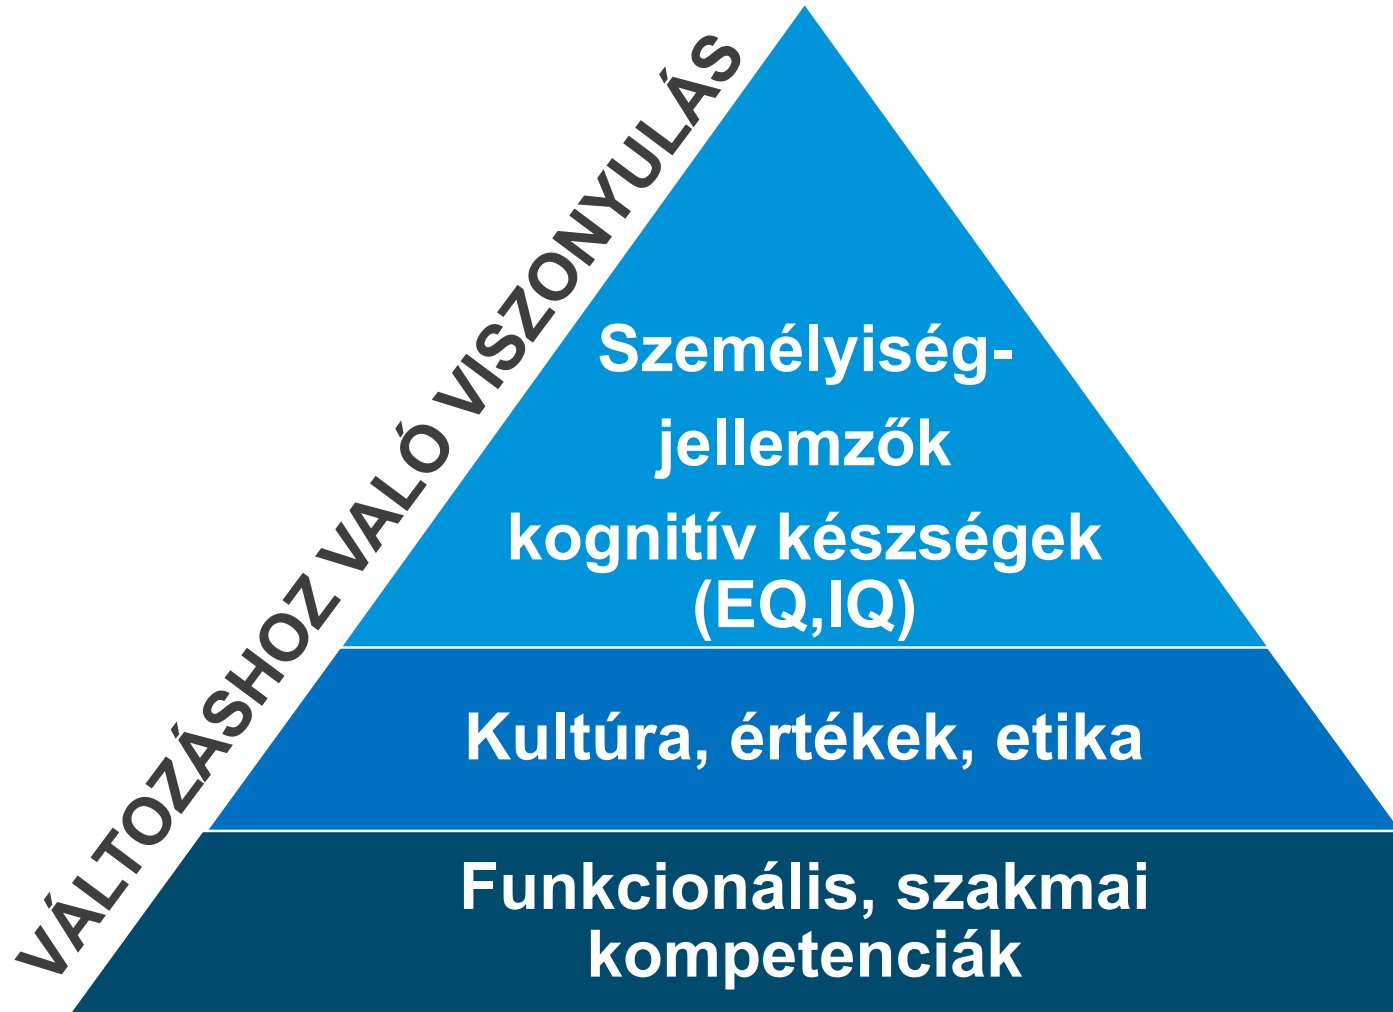 VÁLTOZÁSHOZ VALÓ VISZONYULÁS
Személyiség-
jellemzők
kognitív készségek
(EQ,IQ)
Kultúra, értékek, etika
Funkcionális, szakmai
kompetenciák